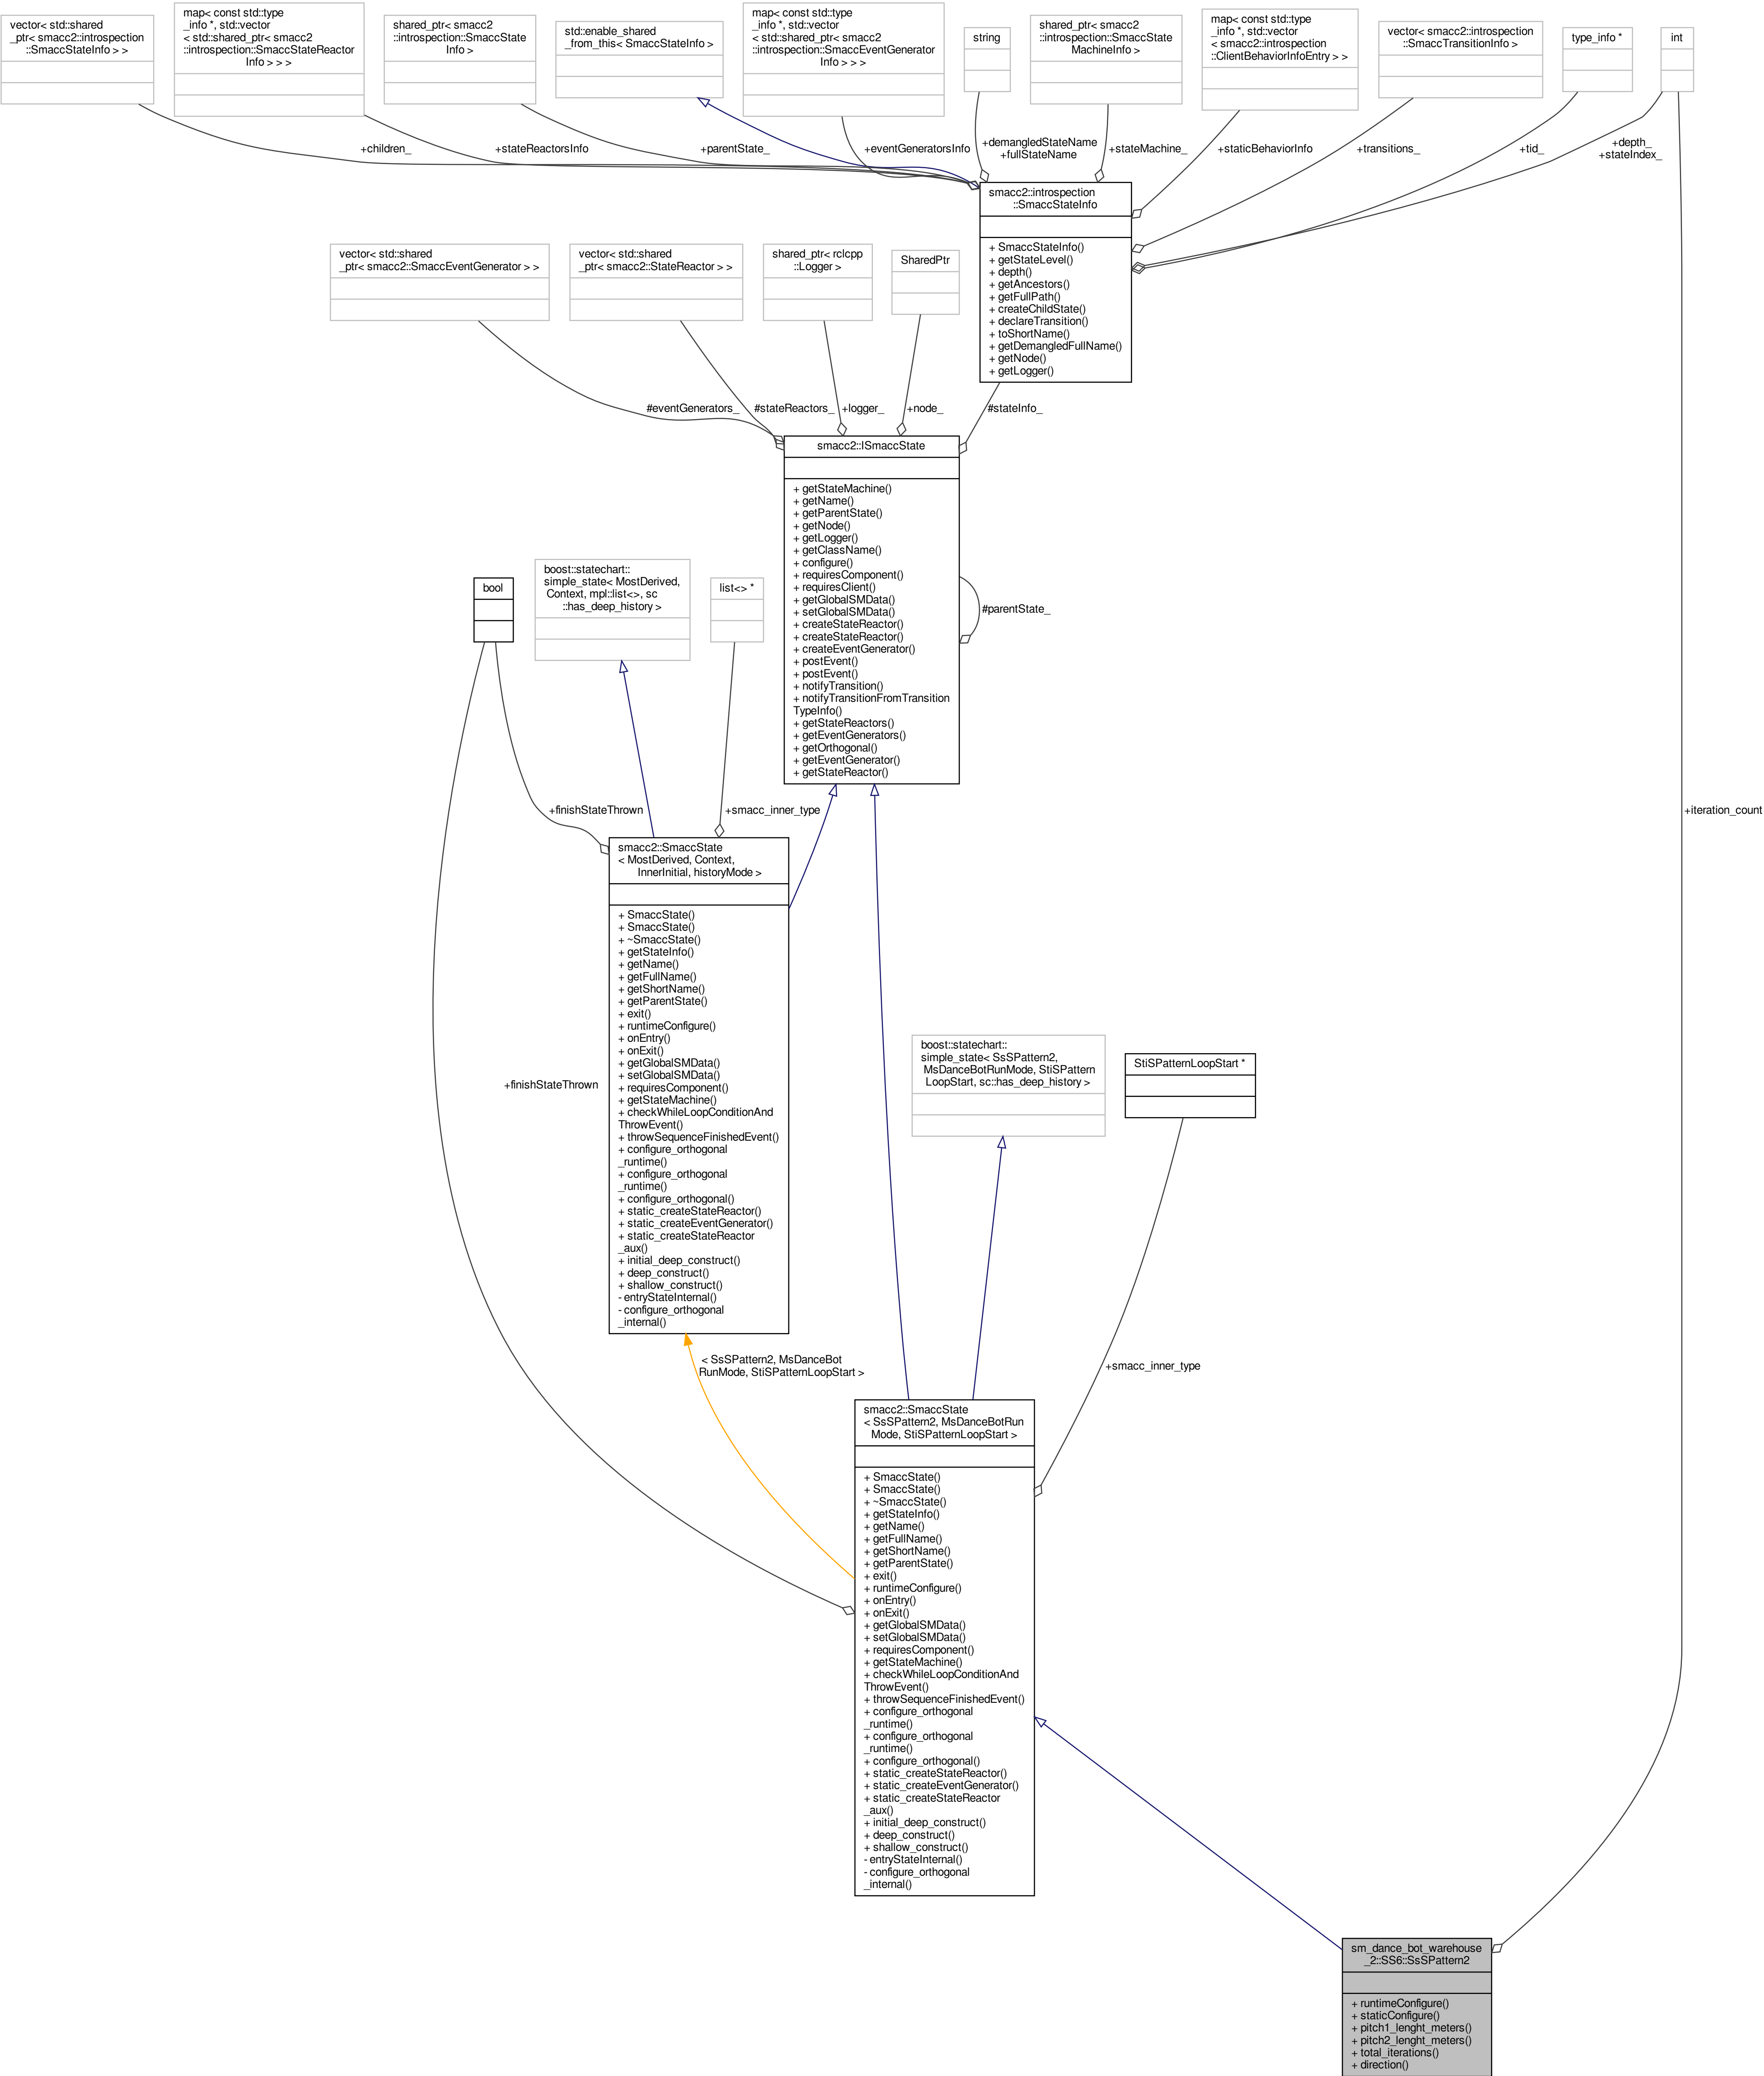 vector< std::shared
_ptr< smacc2::introspection
::SmaccStateInfo > >
map< const std::type
_info *, std::vector
< std::shared_ptr< smacc2
::introspection::SmaccStateReactor
Info > > >
shared_ptr< smacc2
::introspection::SmaccState
Info >
std::enable_shared
_from_this< SmaccStateInfo >
map< const std::type
_info *, std::vector
< std::shared_ptr< smacc2
::introspection::SmaccEventGenerator
Info > > >
string
shared_ptr< smacc2
::introspection::SmaccState
MachineInfo >
map< const std::type
_info *, std::vector
< smacc2::introspection
::ClientBehaviorInfoEntry > >
vector< smacc2::introspection
::SmaccTransitionInfo >
type_info *
int
+children_
+stateReactorsInfo
+parentState_
+eventGeneratorsInfo
+demangledStateName
+fullStateName
+stateMachine_
+staticBehaviorInfo
+transitions_
+tid_
+depth_
+stateIndex_
smacc2::introspection
::SmaccStateInfo
+ SmaccStateInfo()
+ getStateLevel()
+ depth()
+ getAncestors()
+ getFullPath()
+ createChildState()
+ declareTransition()
+ toShortName()
+ getDemangledFullName()
+ getNode()
+ getLogger()
vector< std::shared
_ptr< smacc2::SmaccEventGenerator > >
vector< std::shared
_ptr< smacc2::StateReactor > >
shared_ptr< rclcpp
::Logger >
SharedPtr
#eventGenerators_
#stateReactors_
+logger_
+node_
#stateInfo_
smacc2::ISmaccState
+ getStateMachine()
+ getName()
+ getParentState()
+ getNode()
+ getLogger()
+ getClassName()
+ configure()
+ requiresComponent()
+ requiresClient()
+ getGlobalSMData()
+ setGlobalSMData()
+ createStateReactor()
+ createStateReactor()
+ createEventGenerator()
+ postEvent()
+ postEvent()
+ notifyTransition()
+ notifyTransitionFromTransition
TypeInfo()
+ getStateReactors()
+ getEventGenerators()
+ getOrthogonal()
+ getEventGenerator()
+ getStateReactor()
#parentState_
bool
boost::statechart::
simple_state< MostDerived,
Context, mpl::list<>, sc
::has_deep_history >
list<> *
+finishStateThrown
+smacc_inner_type
+iteration_count
smacc2::SmaccState
< MostDerived, Context,
InnerInitial, historyMode >
+ SmaccState()
+ SmaccState()
+ ~SmaccState()
+ getStateInfo()
+ getName()
+ getFullName()
+ getShortName()
+ getParentState()
+ exit()
+ runtimeConfigure()
+ onEntry()
+ onExit()
+ getGlobalSMData()
+ setGlobalSMData()
+ requiresComponent()
+ getStateMachine()
+ checkWhileLoopConditionAnd
ThrowEvent()
+ throwSequenceFinishedEvent()
+ configure_orthogonal
_runtime()
+ configure_orthogonal
_runtime()
+ configure_orthogonal()
+ static_createStateReactor()
+ static_createEventGenerator()
+ static_createStateReactor
_aux()
+ initial_deep_construct()
+ deep_construct()
+ shallow_construct()
- entryStateInternal()
- configure_orthogonal
_internal()
+finishStateThrown
boost::statechart::
simple_state< SsSPattern2,
MsDanceBotRunMode, StiSPattern
LoopStart, sc::has_deep_history >
StiSPatternLoopStart *
< SsSPattern2, MsDanceBot
RunMode, StiSPatternLoopStart >
+smacc_inner_type
smacc2::SmaccState
< SsSPattern2, MsDanceBotRun
Mode, StiSPatternLoopStart >
+ SmaccState()
+ SmaccState()
+ ~SmaccState()
+ getStateInfo()
+ getName()
+ getFullName()
+ getShortName()
+ getParentState()
+ exit()
+ runtimeConfigure()
+ onEntry()
+ onExit()
+ getGlobalSMData()
+ setGlobalSMData()
+ requiresComponent()
+ getStateMachine()
+ checkWhileLoopConditionAnd
ThrowEvent()
+ throwSequenceFinishedEvent()
+ configure_orthogonal
_runtime()
+ configure_orthogonal
_runtime()
+ configure_orthogonal()
+ static_createStateReactor()
+ static_createEventGenerator()
+ static_createStateReactor
_aux()
+ initial_deep_construct()
+ deep_construct()
+ shallow_construct()
- entryStateInternal()
- configure_orthogonal
_internal()
sm_dance_bot_warehouse
_2::SS6::SsSPattern2
+ runtimeConfigure()
+ staticConfigure()
+ pitch1_lenght_meters()
+ pitch2_lenght_meters()
+ total_iterations()
+ direction()